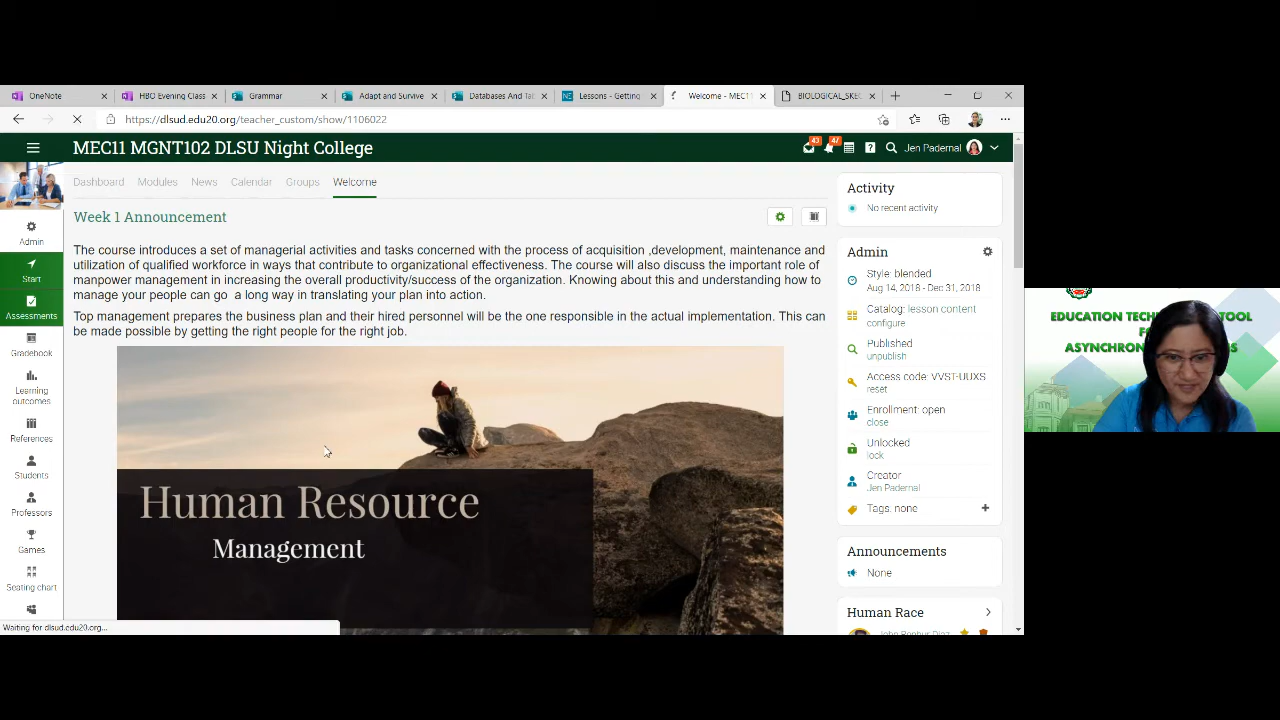 OneNote
HBO Evening Class
Grammar
Adapt and Survive
Databases And Ta
Lessons - Getting
Welcome - MEC11
BIOLOGICAL_SKE
https://dlsud.edu20.org/teacher_custom/show/1106022
MEC11 MGNT102 DLSU Night College
43
47
Jen Padernal
Dashboard
Modules
News
Calendar
Groups
Welcome
Admin
Start
Assessments
Gradebook
Learning
outcomes
References
Students
Professors
Games
Seating chart
Week 1 Announcement
The course introduces a set of managerial activities and tasks concerned with the process of acquisition ,development, maintenance and
utilization of qualified workforce in ways that contribute to organizational effectiveness. The course will also discuss the important role of
manpower management in increasing the overall productivity/success of the organization. Knowing about this and understanding how to
manage your people can go a long way in translating your plan into action.
Top management prepares the business plan and their hired personnel will be the one responsible in the actual implementation. This can
be made possible by getting the right people for the right job.
Human Resource
Management
Activity
No recent activity
Admin
Style: blended
Aug 14, 2018 - Dec 31, 2018
Catalog: lesson content
configure
Published
unpublish
Access code: VVST-UUXS
reset
Enrollment: open
close
Unlocked
lock
Creator
Jen Padernal
Tags: none
Announcements
None
Human Race
Waiting for dlsud.edu20.org...
EDUCATION TECH
TOOL
ASYNCHRO